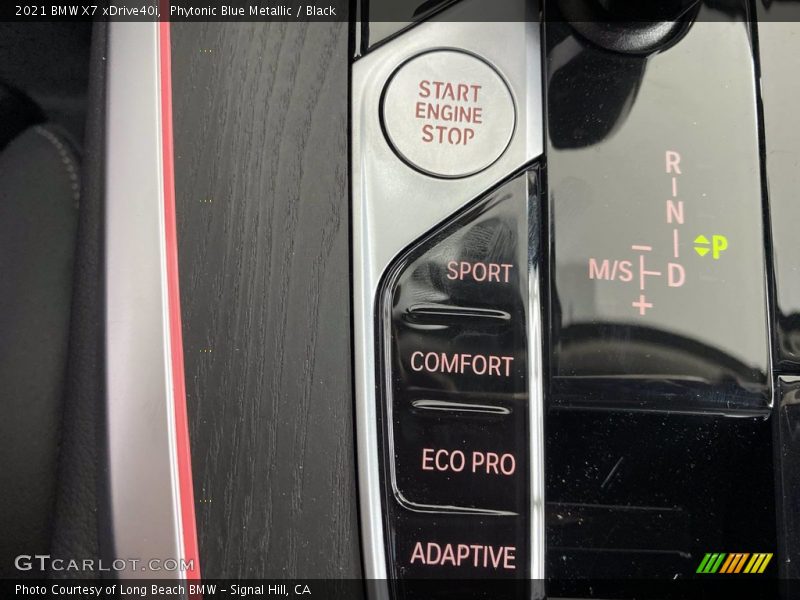 2021 BMW X7 xDrive40i, Phytonic Blue Metallic / Black
START
ENGINE
STOP
R
N
P
M/S
D
+
SPORT
COMFORT
ECO PRO
ADAPTIVE
GTCARLOT.COM
Photo Courtesy of Long Beach BMW - Signal Hill, CA